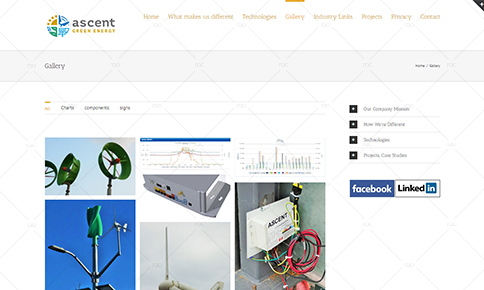 ascent
GREEN ENERGY
Home What makes us different Technologies Gallery Industry Links Projects Privacy Contact
Gallery
Home / Gallery
All Charts components signs
Our Company Mission
How We're Different
Technologies
Projects, Case Studies
facebook
Linked in
ASCENT